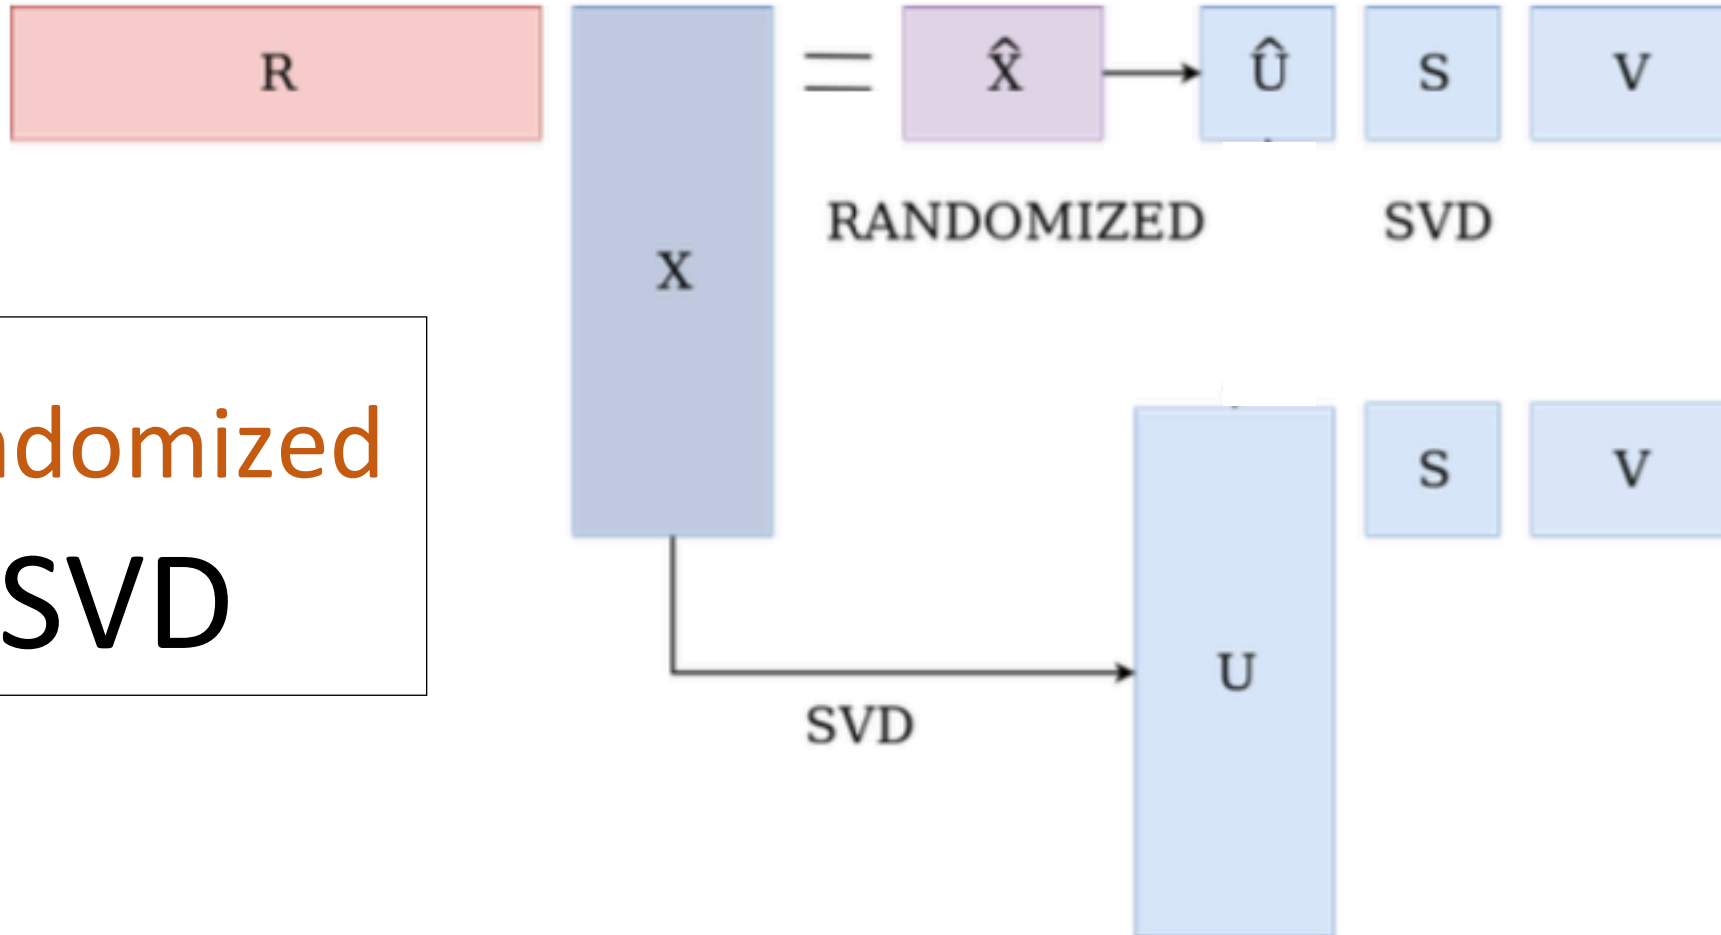 R
X
=
X̂
Û
S
V
RANDOMIZED SVD
ndomized
SVD
S
V
U
SVD